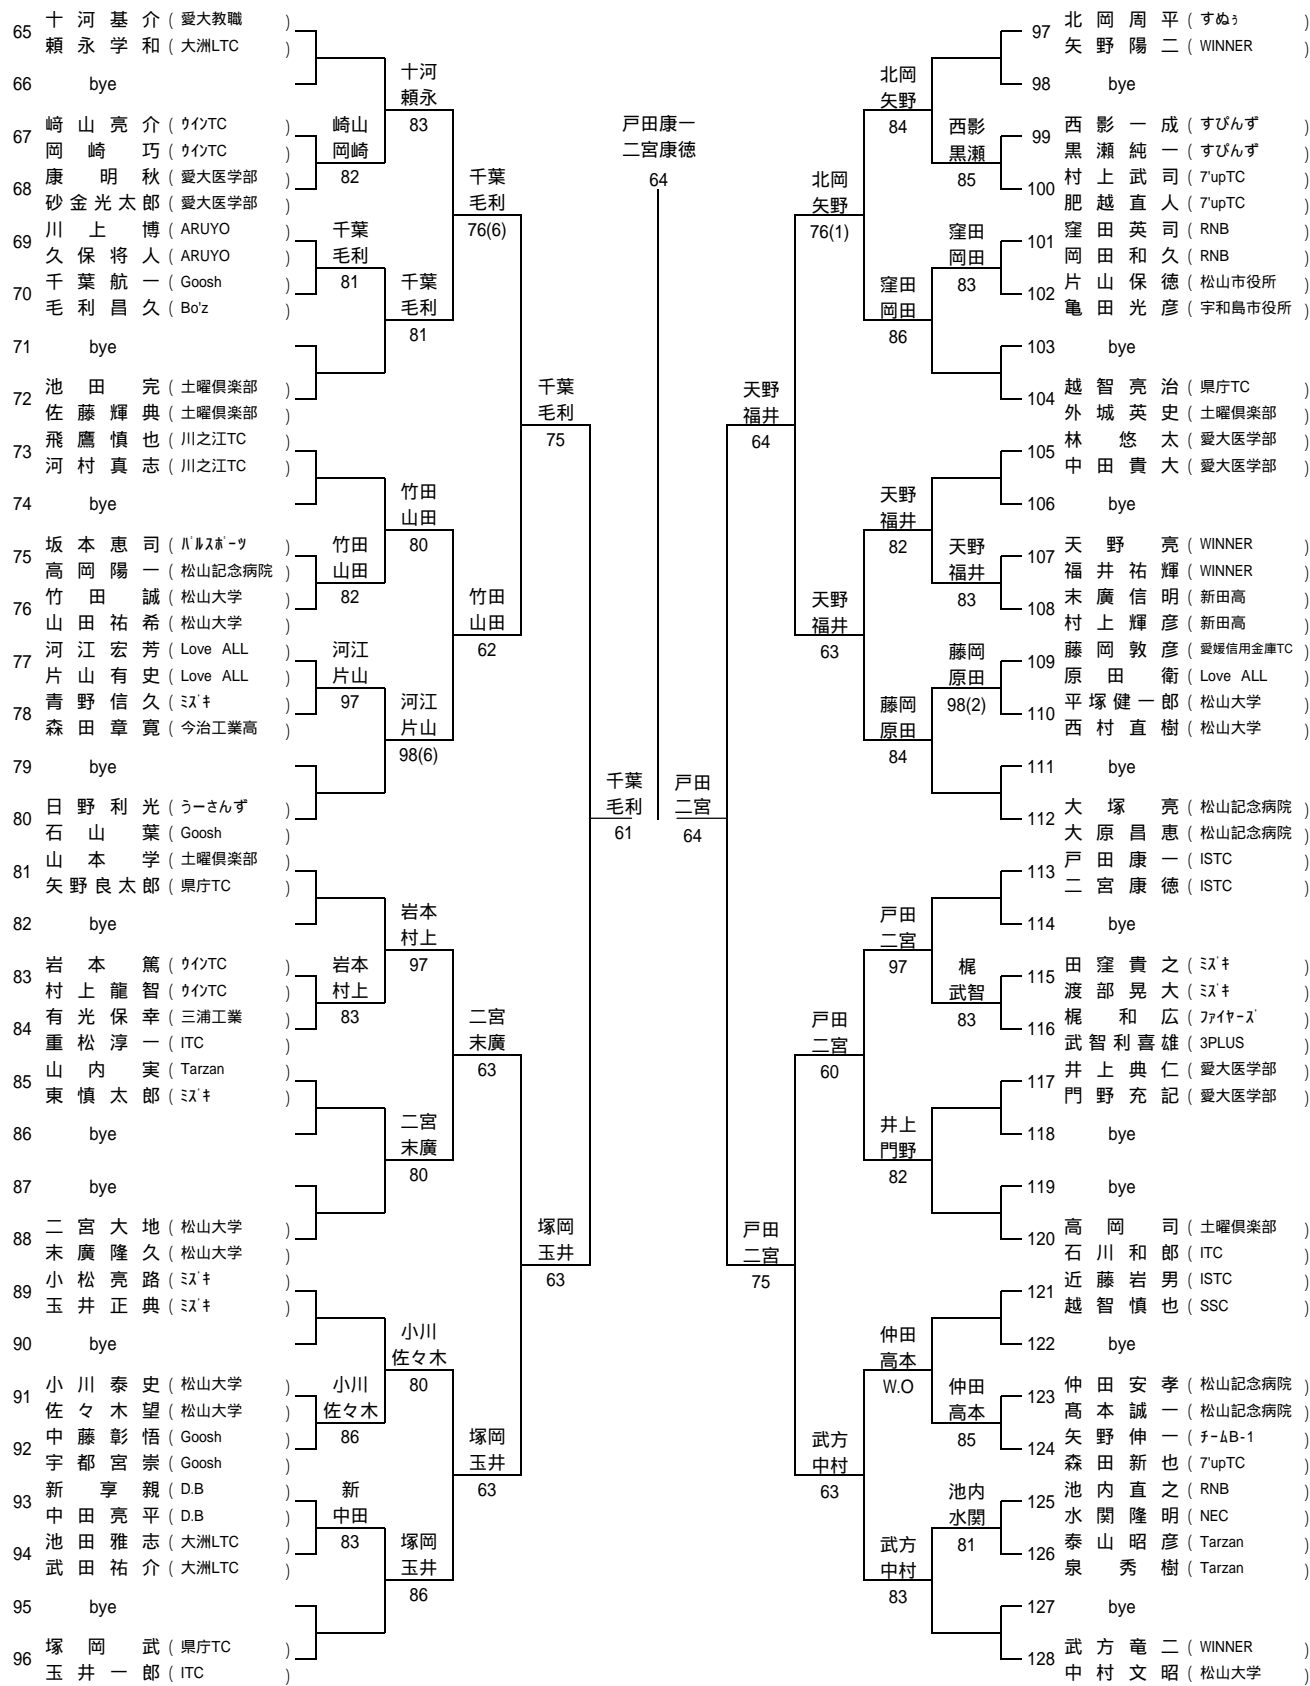 65 十河基介 ( 愛大教職 )
頼永学和 ( 大洲LTC )
66 bye
67 﨑山亮介 ( ｳｲﾝTC )
岡崎巧 ( ｳｲﾝTC )
68 康明秋 ( 愛大医学部 )
砂金光太郎 ( 愛大医学部 )
69 川上博 ( ARUYO )
久保将人 ( ARUYO )
70 千葉航一 ( Goosh )
毛利昌久 ( Bo'z )
71 bye
72 池田完 ( 土曜倶楽部 )
佐藤輝典 ( 土曜倶楽部 )
73 飛鷹慎也 ( 川之江TC )
河村真志 ( 川之江TC )
74 bye
75 坂本恵司 ( ﾊﾟﾙｽﾎﾟｰﾂ )
高岡陽一 ( 松山記念病院 )
76 竹田誠 ( 松山大学 )
山田祐希 ( 松山大学 )
77 河江宏芳 ( Love ALL )
片山有史 ( Love ALL )
78 青野信久 ( ﾐｽﾞｷ )
森田章寛 ( 今治工業高 )
79 bye
80 日野利光 ( うーさんず )
石山葉 ( Goosh )
81 山本学 ( 土曜倶楽部 )
矢野良太郎 ( 県庁TC )
82 bye
83 岩本篤 ( ｳｲﾝTC )
村上龍智 ( ｳｲﾝTC )
84 有光保幸 ( 三浦工業 )
重松淳一 ( ITC )
85 山内実 ( Tarzan )
東慎太郎 ( ﾐｽﾞｷ )
86 bye
87 bye
88 二宮大地 ( 松山大学 )
末廣隆久 ( 松山大学 )
89 小松亮路 ( ﾐｽﾞｷ )
玉井正典 ( ﾐｽﾞｷ )
90 bye
91 小川泰史 ( 松山大学 )
佐々木望 ( 松山大学 )
92 中藤彰悟 ( Goosh )
宇都宮崇 ( Goosh )
93 新享親 ( D.B )
中田亮平 ( D.B )
94 池田雅志 ( 大洲LTC )
武田祐介 ( 大洲LTC )
95 bye
96 塚岡武 ( 県庁TC )
玉井一郎 ( ITC )
崎山
岡崎
82
千葉
毛利
81
竹田
山田
82
河江
片山
97
岩本
村上
83
小川
佐々木
86
新
中田
83
十河
頼永
83
千葉
毛利
81
竹田
山田
80
河江
片山
98(6)
岩本
村上
97
二宮
末廣
80
小川
佐々木
80
塚岡
玉井
86
千葉
毛利
76(6)
竹田
山田
62
二宮
末廣
63
塚岡
玉井
63
千葉
毛利
75
塚岡
玉井
63
千葉
毛利
61
戸田康一
二宮康徳
64
戸田
二宮
64
天野
福井
64
戸田
二宮
75
北岡
矢野
76(1)
天野
福井
63
戸田
二宮
60
武方
中村
63
北岡
矢野
84
窪田
岡田
86
天野
福井
82
藤岡
原田
84
戸田
二宮
97
井上
門野
82
仲田
高本
W.O
武方
中村
83
西影
黒瀬
85
窪田
岡田
83
天野
福井
83
藤岡
原田
98(2)
梶
武智
83
仲田
高本
85
池内
水関
81
97 北岡周平 ( すぬぅ )
矢野陽二 ( WINNER )
98 bye
99 西影一成 ( すぴんず )
黒瀬純一 ( すぴんず )
100 村上武司 ( 7'upTC )
肥越直人 ( 7'upTC )
101 窪田英司 ( RNB )
岡田和久 ( RNB )
102 片山保徳 ( 松山市役所 )
亀田光彦 ( 宇和島市役所 )
103 bye
104 越智亮治 ( 県庁TC )
外城英史 ( 土曜倶楽部 )
105 林悠太 ( 愛大医学部 )
中田貴大 ( 愛大医学部 )
106 bye
107 天野亮 ( WINNER )
福井祐輝 ( WINNER )
108 末廣信明 ( 新田高 )
村上輝彦 ( 新田高 )
109 藤岡敦彦 ( 愛媛信用金庫TC )
原田衛 ( Love ALL )
110 平塚健一郎 ( 松山大学 )
西村直樹 ( 松山大学 )
111 bye
112 大塚亮 ( 松山記念病院 )
大原昌恵 ( 松山記念病院 )
113 戸田康一 ( ISTC )
二宮康徳 ( ISTC )
114 bye
115 田窪貴之 ( ﾐｽﾞｷ )
渡部晃大 ( ﾐｽﾞｷ )
116 梶和広 ( ﾌｧｲﾔｰｽﾞ )
武智利喜雄 ( 3PLUS )
117 井上典仁 ( 愛大医学部 )
門野充記 ( 愛大医学部 )
118 bye
119 bye
120 高岡司 ( 土曜倶楽部 )
石川和郎 ( ITC )
121 近藤岩男 ( ISTC )
越智慎也 ( SSC )
122 bye
123 仲田安孝 ( 松山記念病院 )
髙本誠一 ( 松山記念病院 )
124 矢野伸一 ( ﾁｰﾑB-1 )
森田新也 ( 7'upTC )
125 池内直之 ( RNB )
水関隆明 ( NEC )
126 泰山昭彦 ( Tarzan )
泉秀樹 ( Tarzan )
127 bye
128 武方竜二 ( WINNER )
中村文昭 ( 松山大学 )